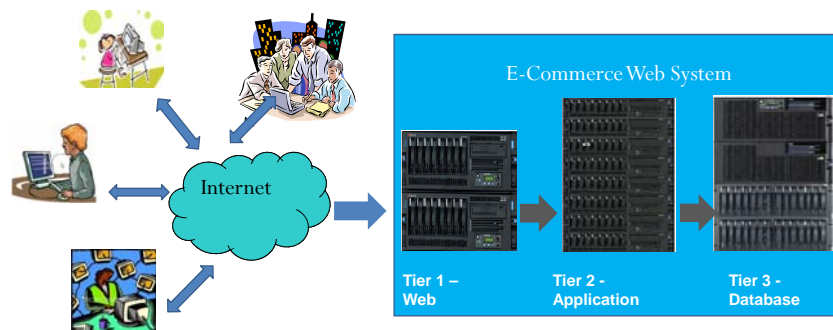 E-Commerce Web System
Internet
Tier 1 –
Web
Tier 2 -
Application
Tier 3 -
Database